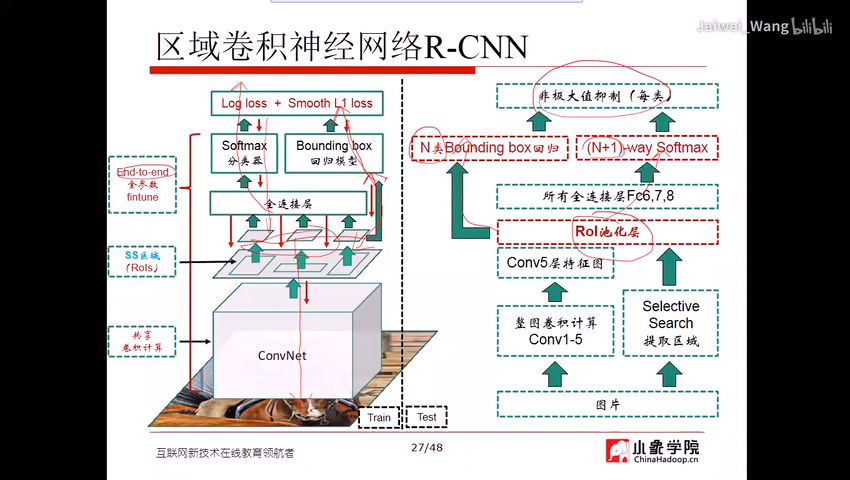 Jaiwei_Wang bilibili
区域卷积神经网络R-CNN
Log loss + Smooth L1 loss
Softmax
分类器
Bounding box
回归模型
End-to-end
全参数
fintune
全连接层
SS区域
(RoIs)
共享
卷积计算
ConvNet
Train
Test
非极大值抑制（每类）
N类Bounding box回归
(N+1)-way Softmax
所有全连接层Fc6,7,8
RoI池化层
Conv5层特征图
整图卷积计算
Conv1-5
Selective
Search
提取区域
图片
互联网新技术在线教育领航者
27/48
小象学院
ChinaHadoop.cn